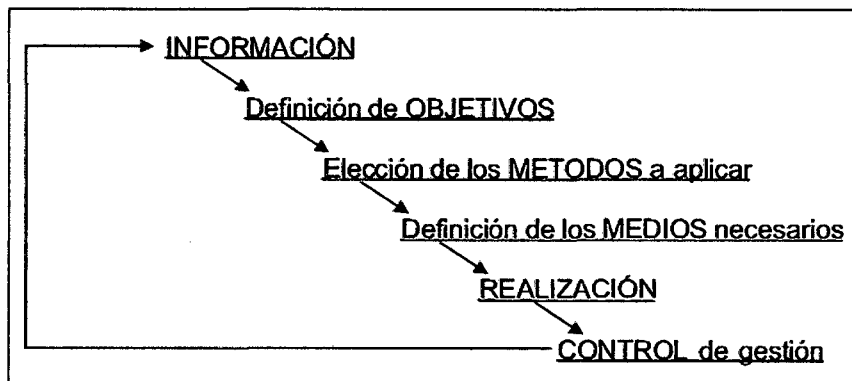 INFORMACIÓN
Definición de OBJETIVOS
Elección de los METODOS a aplicar
Definición de los MEDIOS necesarios
REALIZACIÓN
CONTROL de gestión